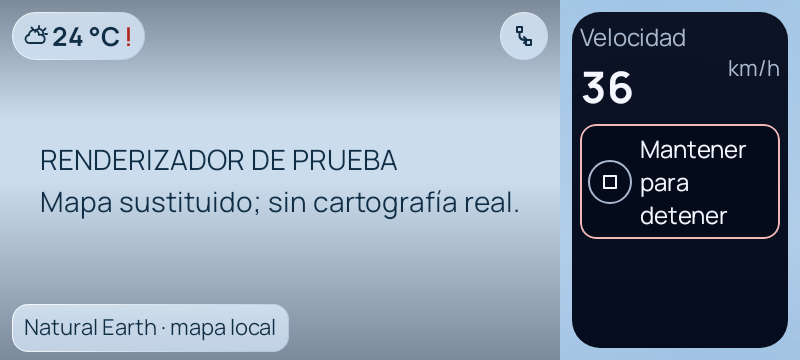 24 °C !
RENDERIZADOR DE PRUEBA
Mapa sustituido; sin cartografía real.
Natural Earth · mapa local
Velocidad
36 km/h
Mantener
para
detener